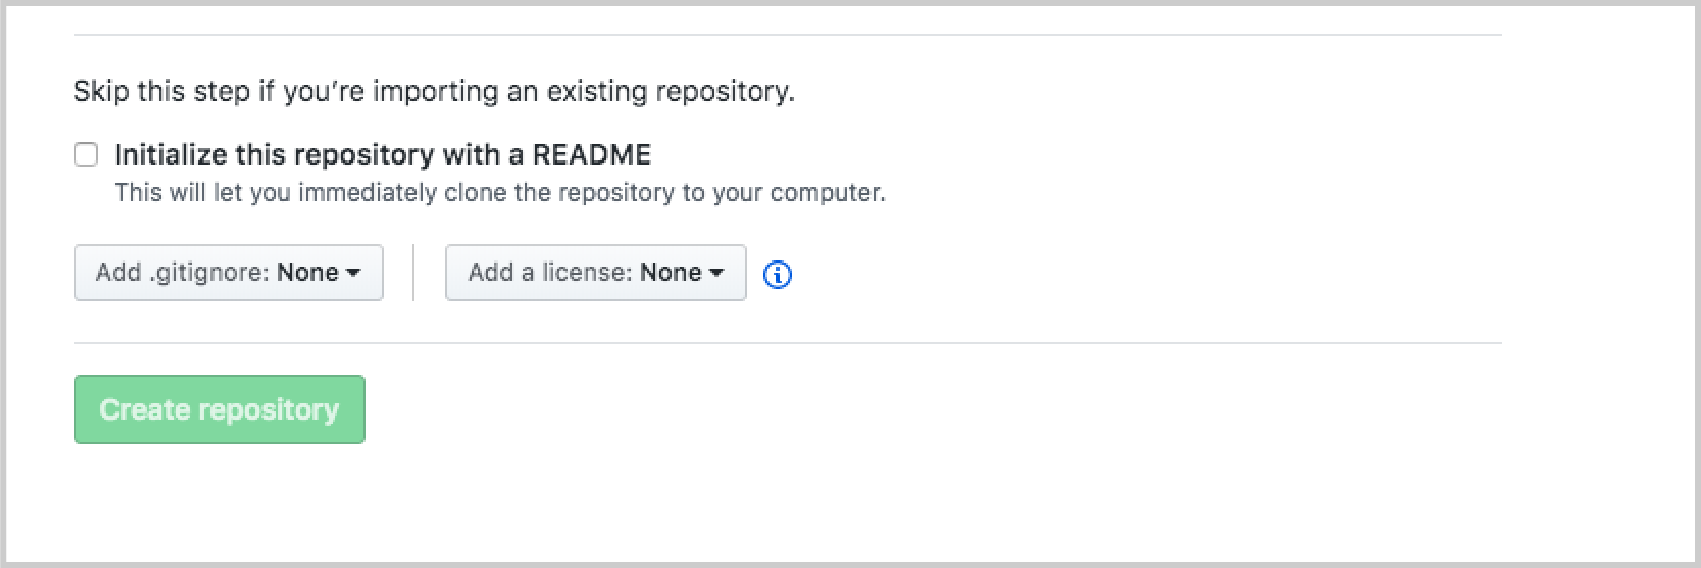 Skip this step if you’re importing an existing repository.
Initialize this repository with a README
This will let you immediately clone the repository to your computer.
Add .gitignore: None
Add a license: None
Create repository